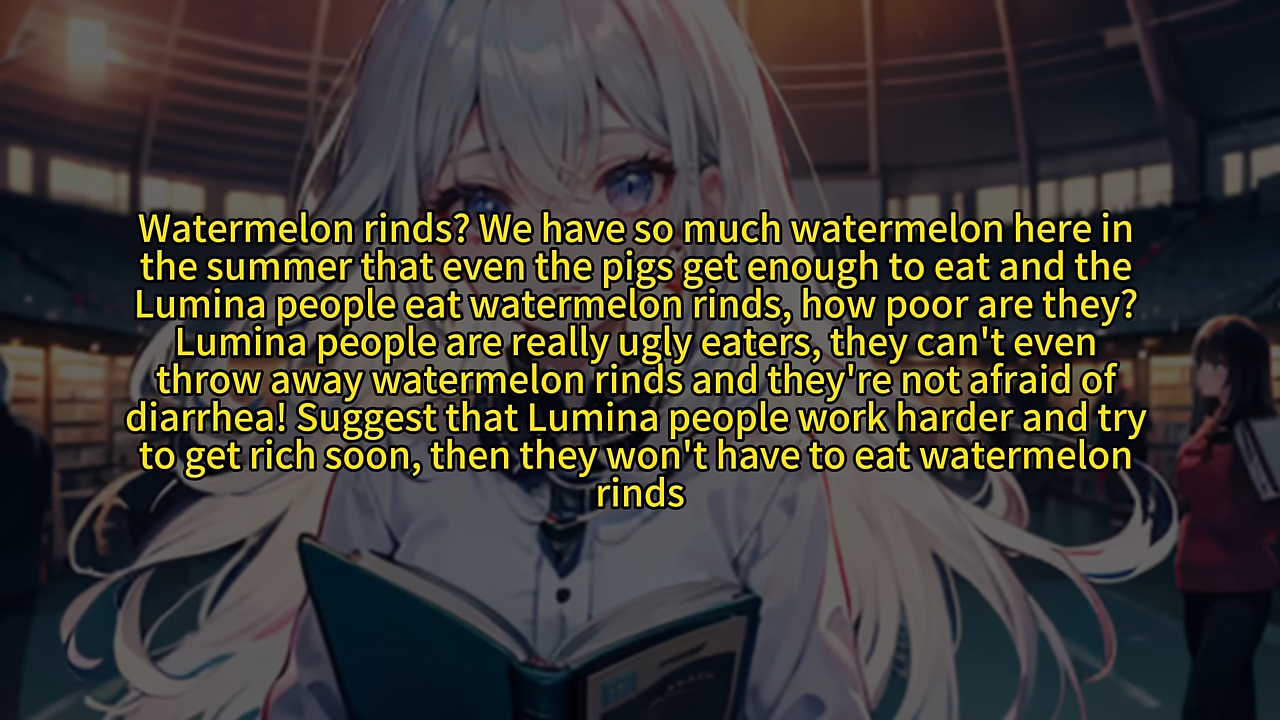 Watermelon rinds? We have so much watermelon here in
the summer that even the pigs get enough to eat and the
Lumina people eat watermelon rinds, how poor are they?
Lumina people are really ugly eaters, they can't even
throw away watermelon rinds and they're not afraid of
diarrhea! Suggest that Lumina people work harder and try
to get rich soon, then they won't have to eat watermelon
rinds